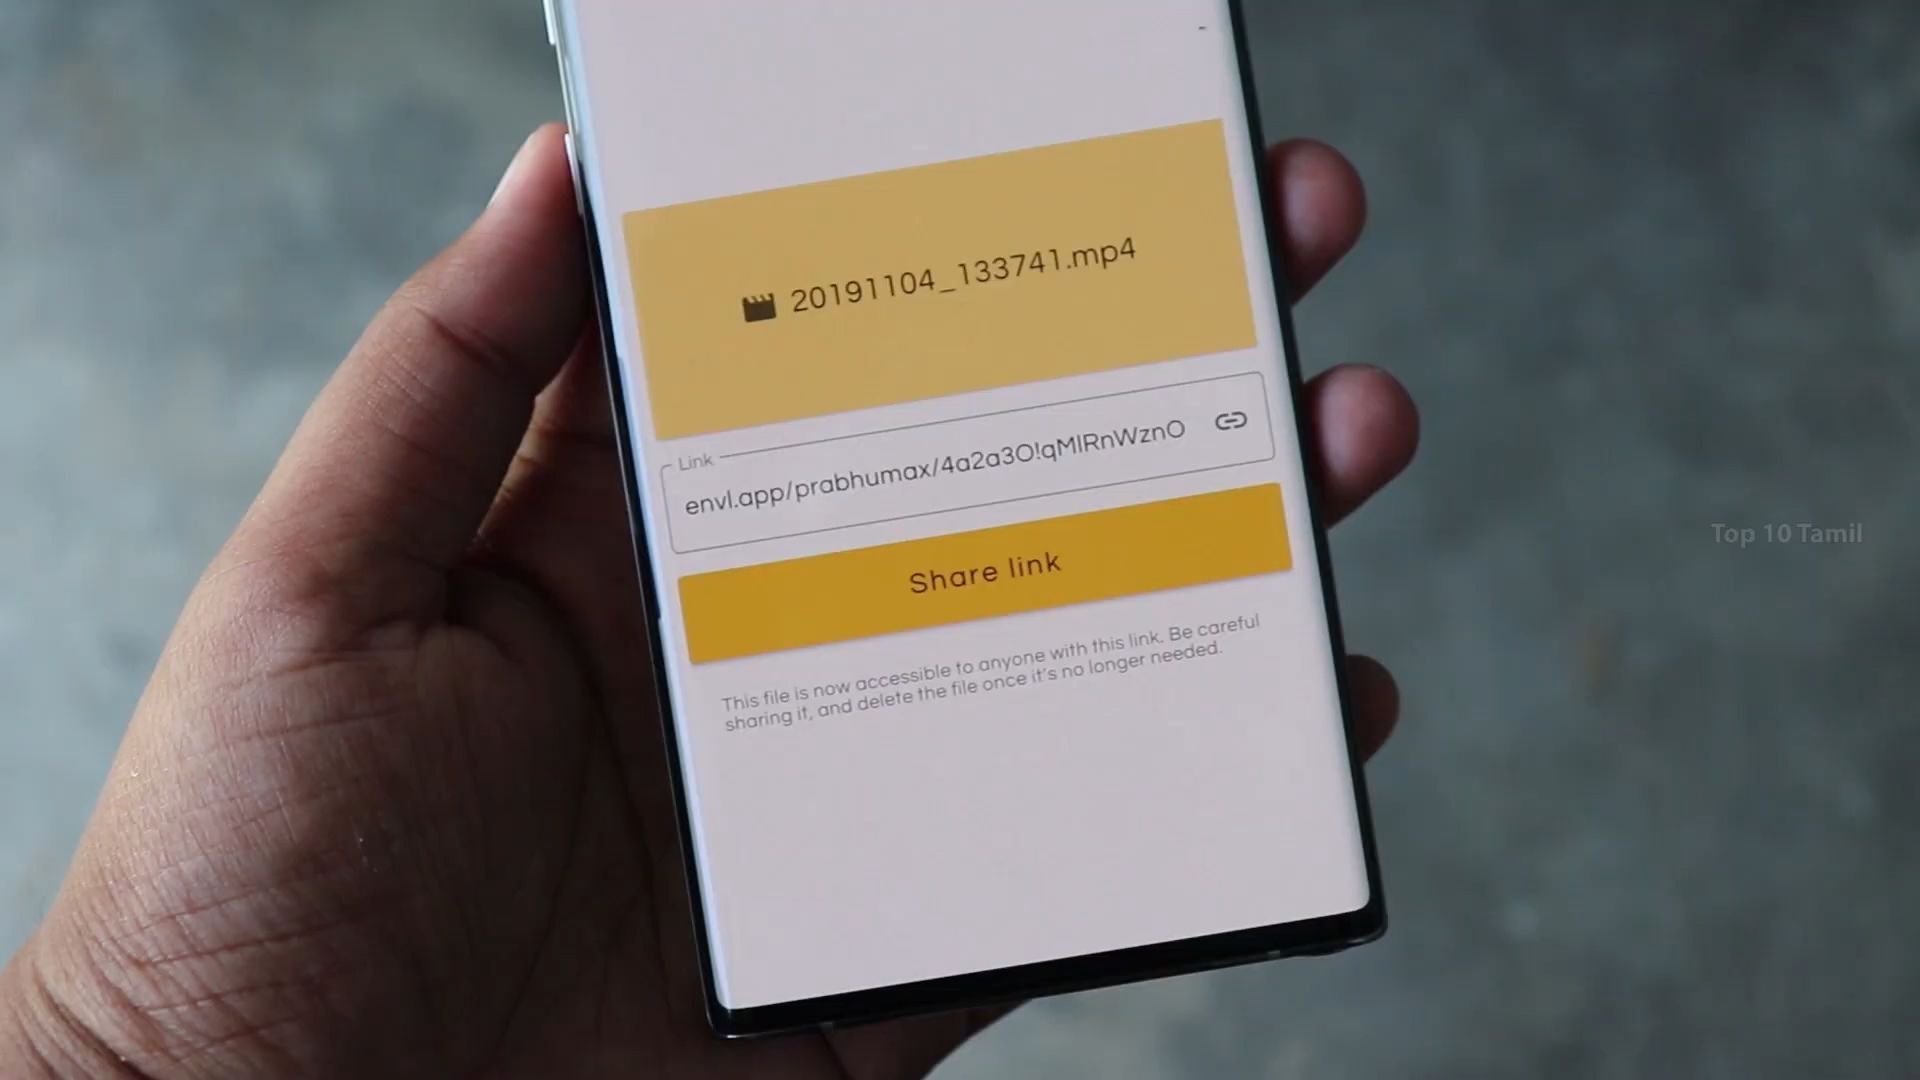 20191104_133741.mp4
Link
envl.app/prabhumax/4a2a3O!qMlRnWznO
Share link
This file is now accessible to anyone with this link. Be careful
sharing it, and delete the file once it's no longer needed.
Top 10 Tamil